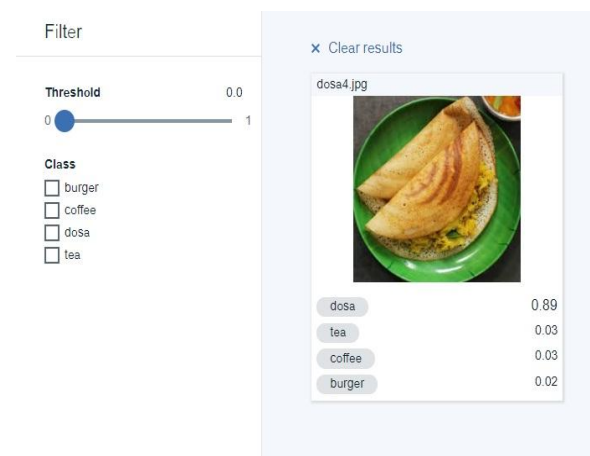 Filter
Threshold 0.0
0 1
Class
burger
coffee
dosa
tea
× Clear results
dosa4.jpg
dosa 0.89
tea 0.03
coffee 0.03
burger 0.02